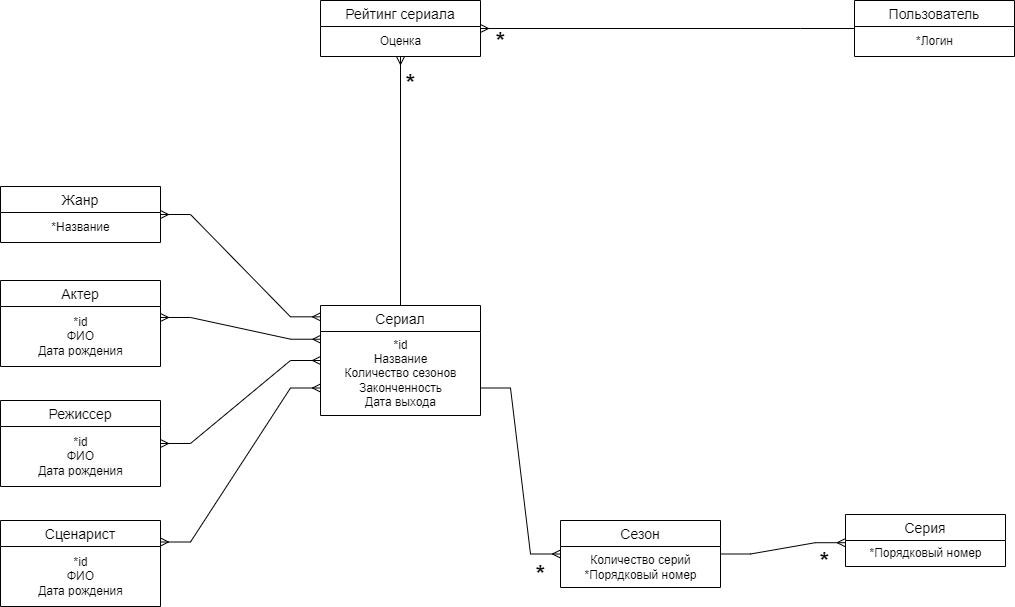 Рейтинг сериала
Оценка
*
*
Пользователь
*Логин
Жанр
*Название
Актер
*id
ФИО
Дата рождения
Режиссер
*id
ФИО
Дата рождения
Сценарист
*id
ФИО
Дата рождения
Сериал
*id
Название
Количество сезонов
Законченность
Дата выхода
*
Сезон
Количество серий
*Порядковый номер
*
Серия
*Порядковый номер